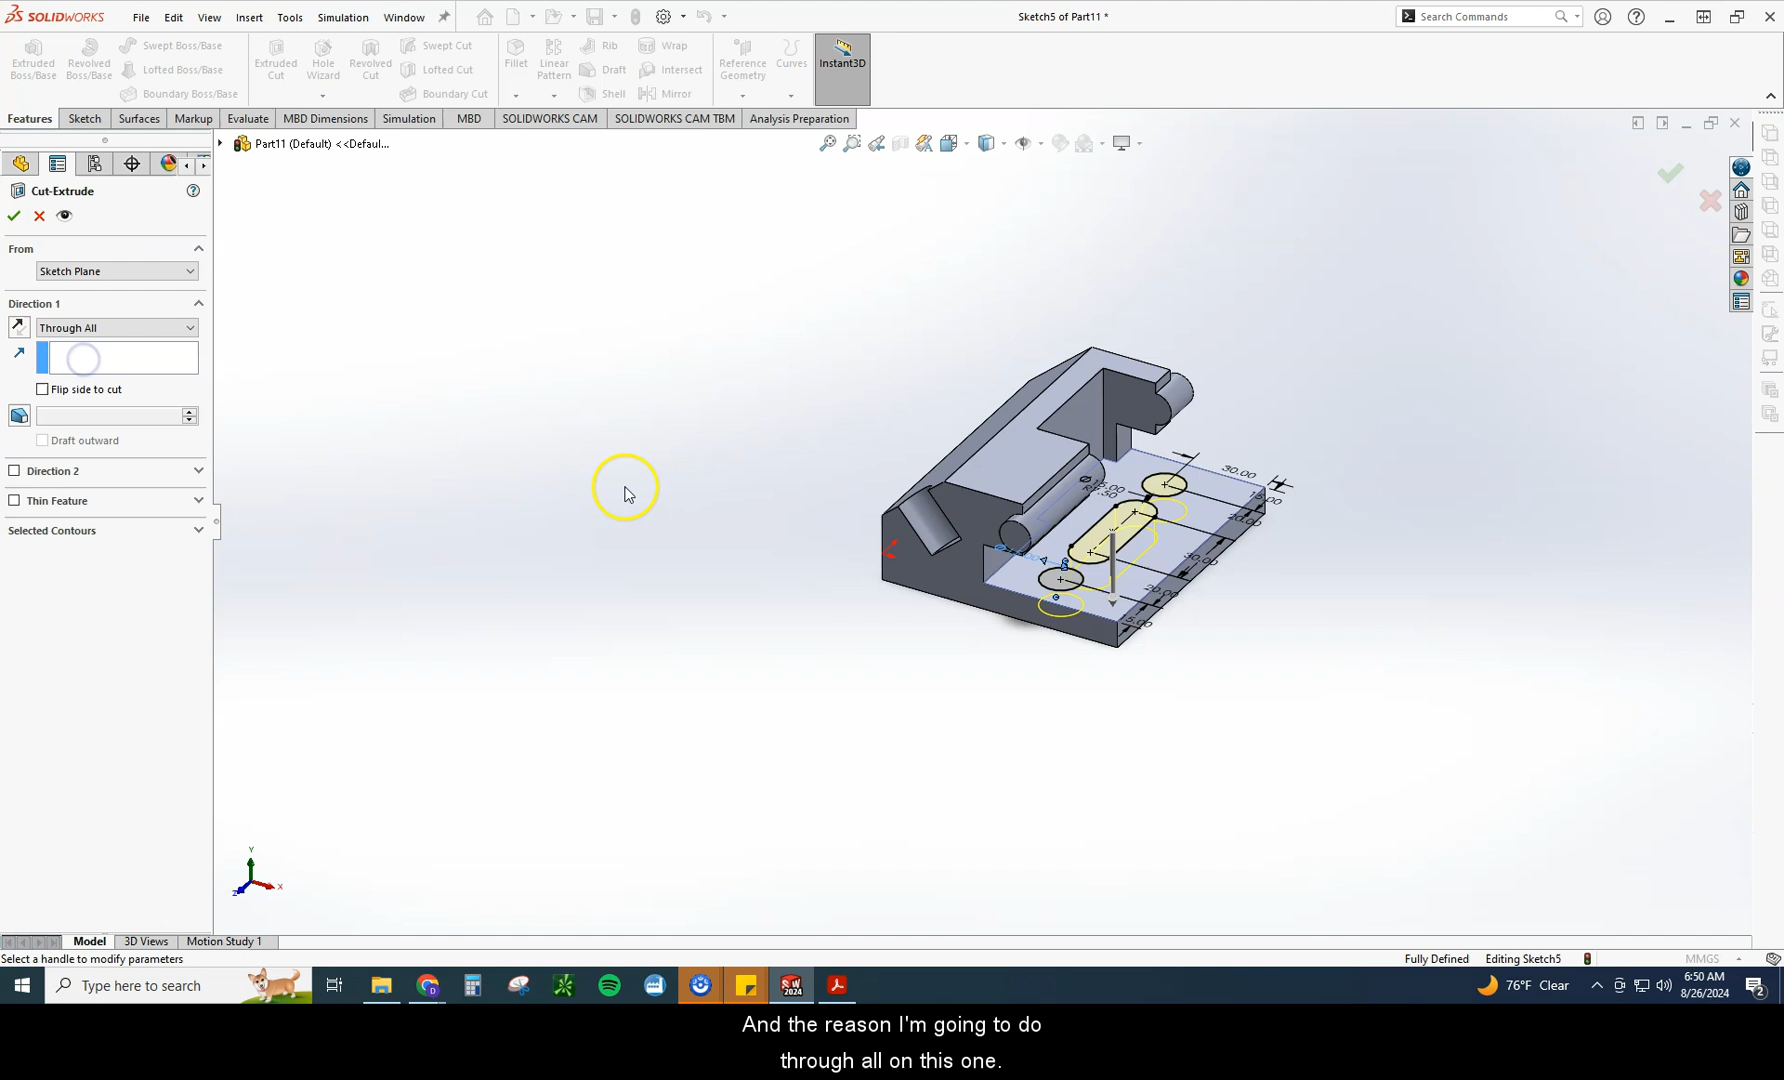 SOLIDWORKS File Edit View Insert Tools Simulation Window Sketch5 of Part11 * Search Commands
Extruded Boss/Base
Revolved Boss/Base
Swept Boss/Base
Lofted Boss/Base
Boundary Boss/Base
Extruded Cut
Hole Wizard
Revolved Cut
Swept Cut
Lofted Cut
Boundary Cut
Fillet
Linear Pattern
Rib
Draft
Shell
Wrap
Intersect
Mirror
Reference Geometry
Curves
Instant3D
Features Sketch Surfaces Markup Evaluate MBD Dimensions Simulation MBD SOLIDWORKS CAM SOLIDWORKS CAM TBM Analysis Preparation
Part11 (Default) <<Defaul...
Cut-Extrude
From
Sketch Plane
Direction 1
Through All
Flip side to cut
Draft outward
Direction 2
Thin Feature
Selected Contours
30.00
15.00
20.00
30.00
20.00
Y
X
Z
Model 3D Views Motion Study 1
Select a handle to modify parameters Fully Defined Editing Sketch5 MMGS
Type here to search
SW 2024
76°F Clear
6:50 AM
8/26/2024
2
And the reason I'm going to do
through all on this one.